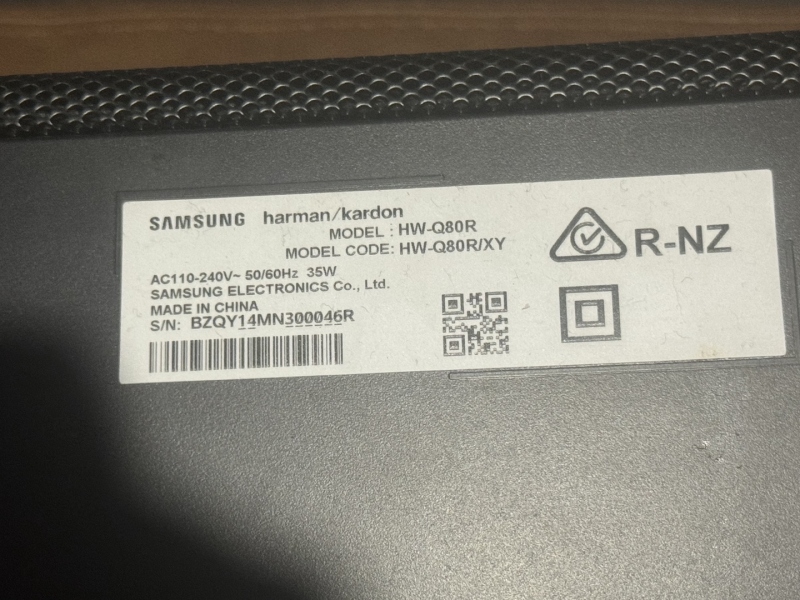 SAMSUNG harman/kardon
MODEL : HW-Q80R
MODEL CODE: HW-Q80R/XY
AC110-240V~ 50/60Hz 35W
SAMSUNG ELECTRONICS Co., Ltd.
MADE IN CHINA
S/N: BZQY14MN300046R
R-NZ